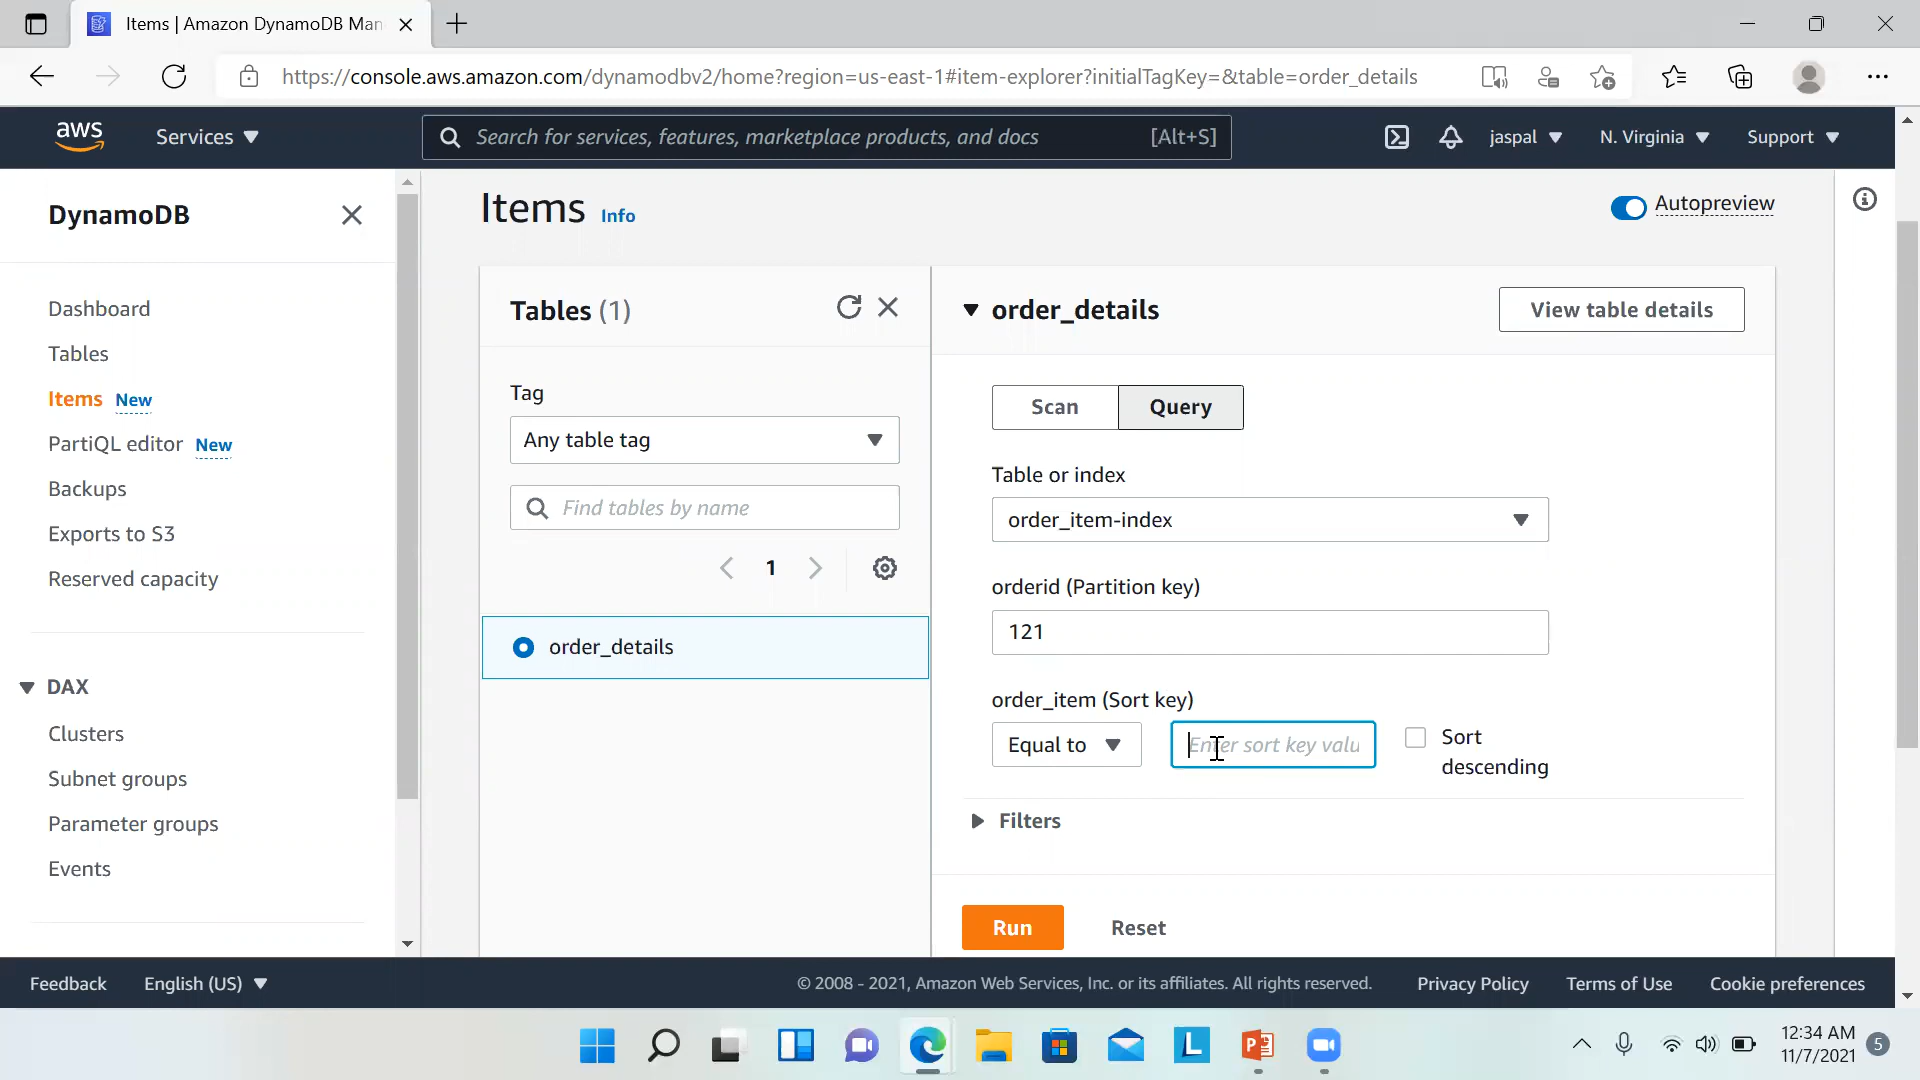 Items | Amazon DynamoDB Man
https://console.aws.amazon.com/dynamodbv2/home?region=us-east-1#item-explorer?initialTagKey=&table=order_details
aws
Services
Search for services, features, marketplace products, and docs
[Alt+S]
jaspal
N. Virginia
Support
DynamoDB
Dashboard
Tables
Items New
PartiQL editor New
Backups
Exports to S3
Reserved capacity
DAX
Clusters
Subnet groups
Parameter groups
Events
Items Info
Autopreview
Tables (1)
Tag
Any table tag
Find tables by name
1
order_details
order_details
View table details
Scan
Query
Table or index
order_item-index
orderid (Partition key)
121
order_item (Sort key)
Equal to
Enter sort key valu
Sort
descending
Filters
Run
Reset
Feedback
English (US)
© 2008 - 2021, Amazon Web Services, Inc. or its affiliates. All rights reserved.
Privacy Policy
Terms of Use
Cookie preferences
L
P
12:34 AM
11/7/2021
5